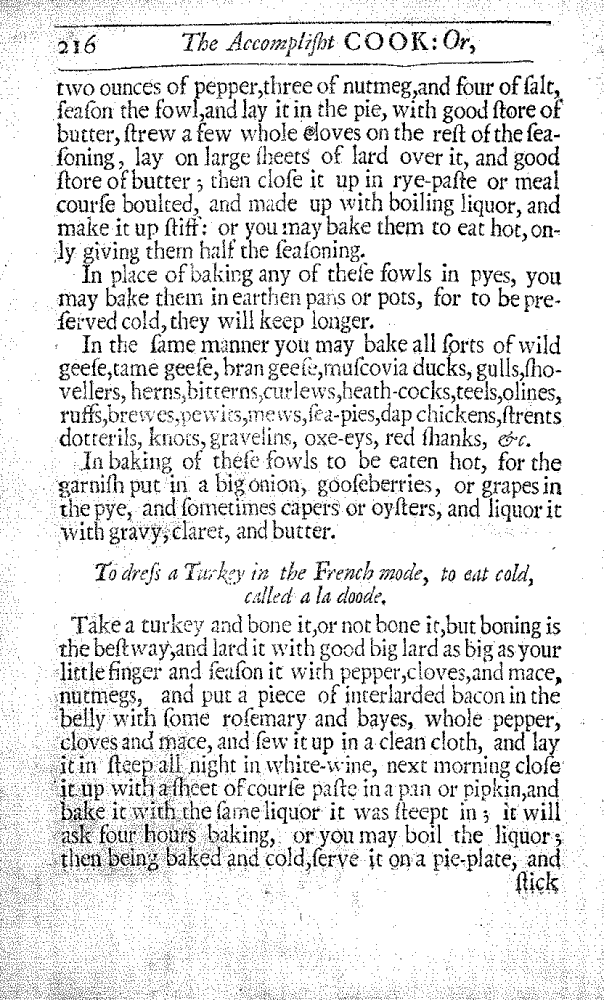 216 The Accompliſht COOK: Or,
two ounces of pepper,three of nutmeg,and four of ſalt,
ſeaſon the fowl,and lay it in the pie, with good ſtore of
butter, ſtrew a few whole cloves on the reſt of the ſea-
ſoning, lay on large ſheets of lard over it, and good
ſtore of butter ; then cloſe it up in rye-paſte or meal
courſe boulted, and made up with boiling liquor, and
make it up ſtiff: or you may bake them to eat hot, on-
ly giving them half the ſeaſoning.
In place of baking any of theſe fowls in pyes, you
may bake them in earthen pans or pots, for to be pre-
ſerved cold, they will keep longer.
In the ſame manner you may bake all ſorts of wild
geeſe,tame geeſe, bran geeſe,muſcovia ducks, gulls,ſho-
vellers, herns,bitterns,curlews,heath-cocks,teels,olines,
ruffs,brewes,pewits,mews,ſea-pies,dap chickens,ſtrents
dotterils, knots, gravelins, oxe-eys, red ſhanks, &c.
In baking of theſe fowls to be eaten hot, for the
garniſh put in a big onion, gooſeberries, or grapes in
the pye, and ſometimes capers or oyſters, and liquor it
with gravy, claret, and butter.
To dreſs a Turkey in the French mode, to eat cold,
called a la doode.
Take a turkey and bone it,or not bone it,but boning is
the beſt way,and lard it with good big lard as big as your
little finger and ſeaſon it with pepper,cloves,and mace,
nutmegs, and put a piece of interlarded bacon in the
belly with ſome roſemary and bayes, whole pepper,
cloves and mace, and ſew it up in a clean cloth, and lay
it in ſteep all night in white-wine, next morning cloſe
it up with a ſheet of courſe paſte in a pan or pipkin,and
bake it with the ſame liquor it was ſteept in ; it will
ask four hours baking, or you may boil the liquor ;
then being baked and cold,ſerve it on a pie-plate, and
ſtick